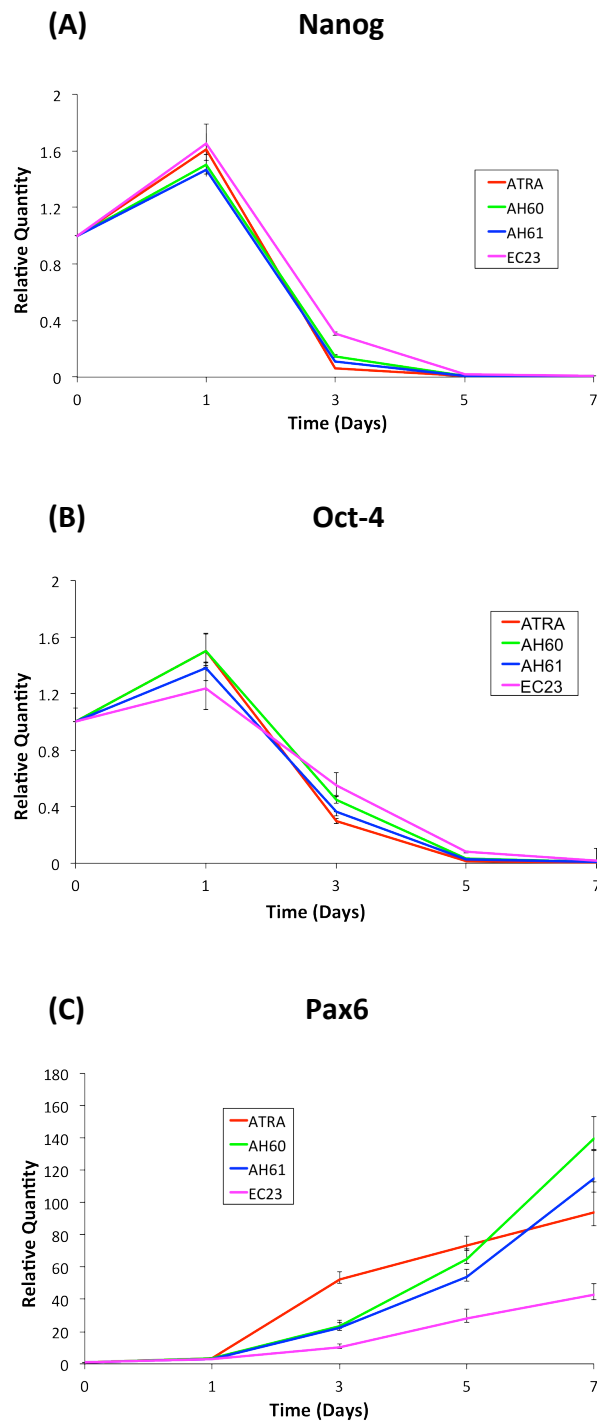 (A) Nanog
2
1.6
1.2
0.8
0.4
0
Relative Quantity
ATRA
AH60
AH61
EC23
0 1 3 5 7
Time (Days)
(B) Oct-4
2
1.6
1.2
0.8
0.4
0
Relative Quantity
ATRA
AH60
AH61
EC23
0 1 3 5 7
Time (Days)
(C) Pax6
180
160
140
120
100
80
60
40
20
0
Relative Quantity
ATRA
AH60
AH61
EC23
0 1 3 5 7
Time (Days)